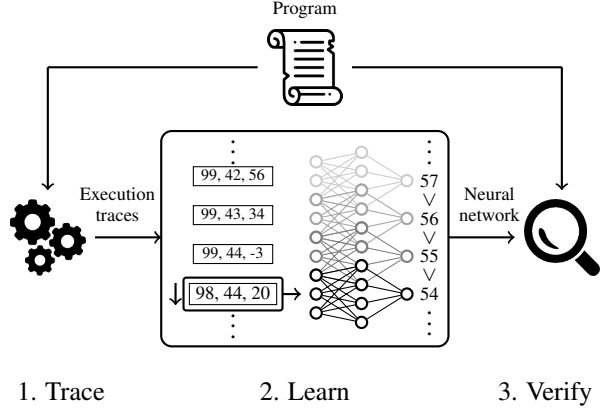 Program
Execution
traces
99, 42, 56
99, 43, 34
99, 44, -3
98, 44, 20
57
∨
56
∨
55
∨
54
Neural
network
1. Trace
2. Learn
3. Verify